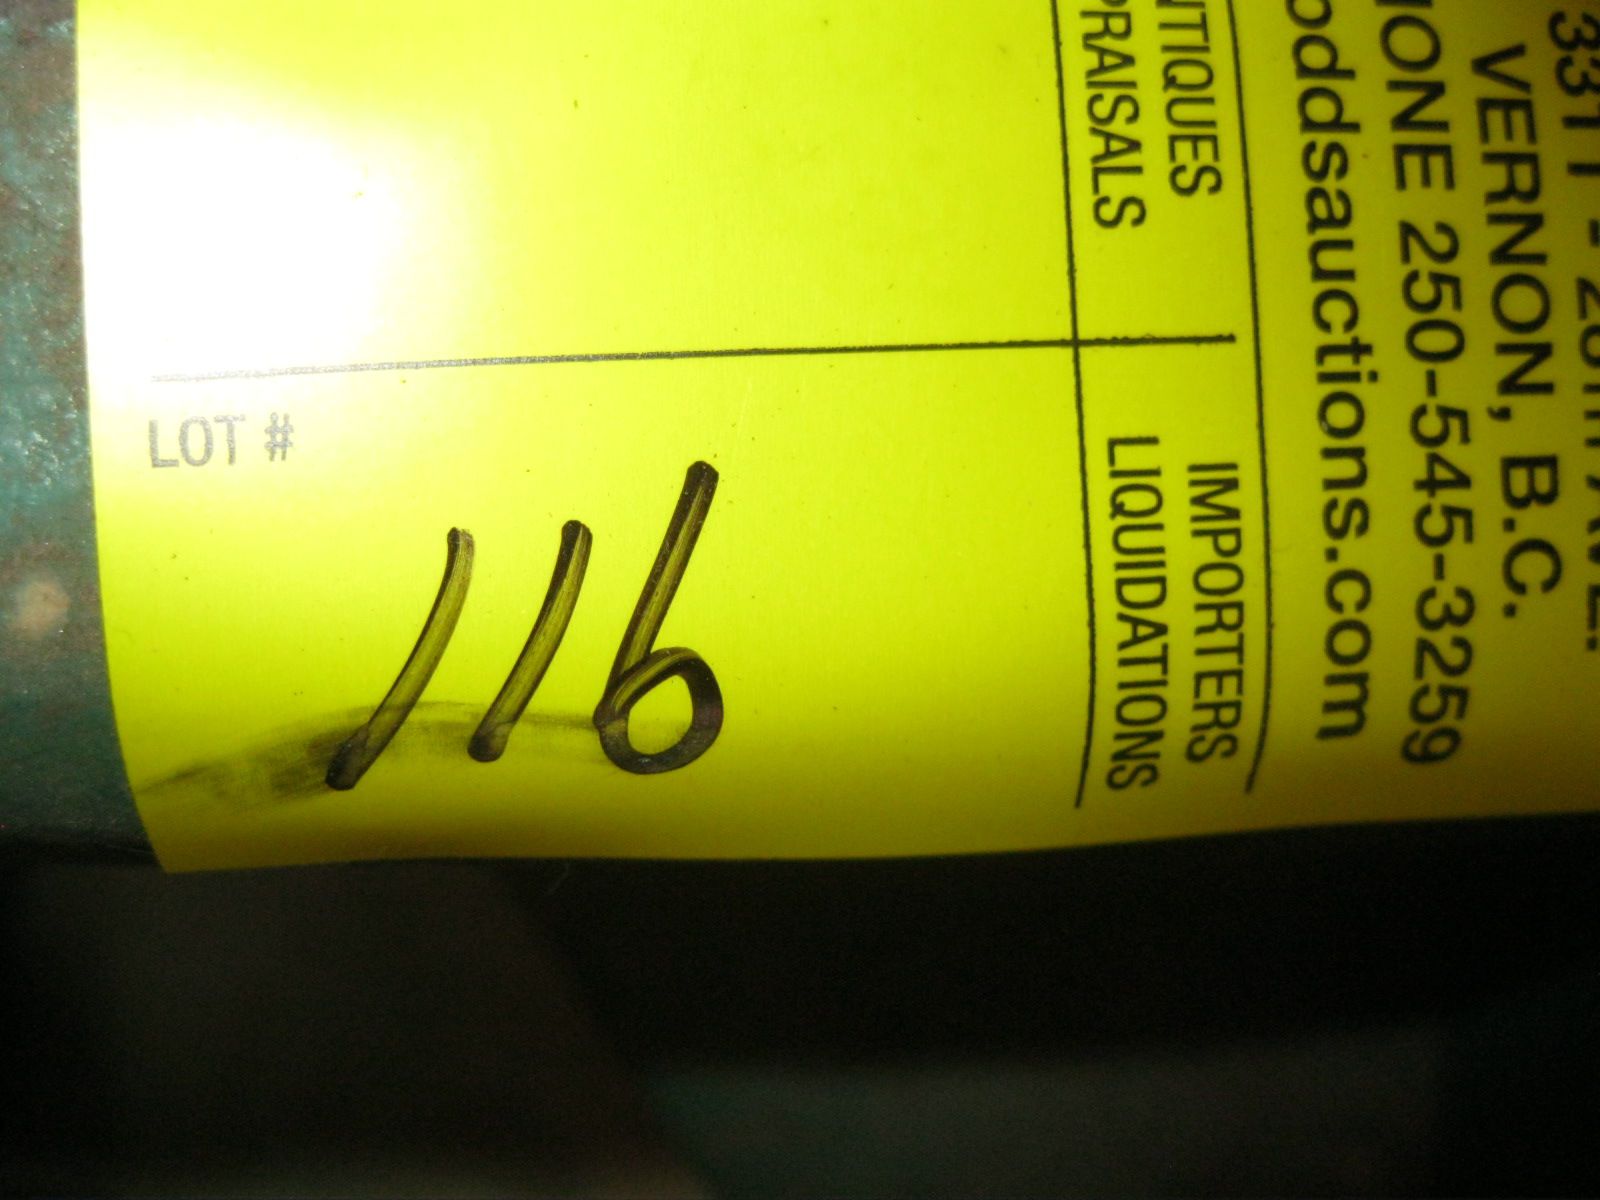 VERNON, B.C.
250-545-3259
oddsauctions.com
IMPORTERS
LIQUIDATIONS
LOT #
116